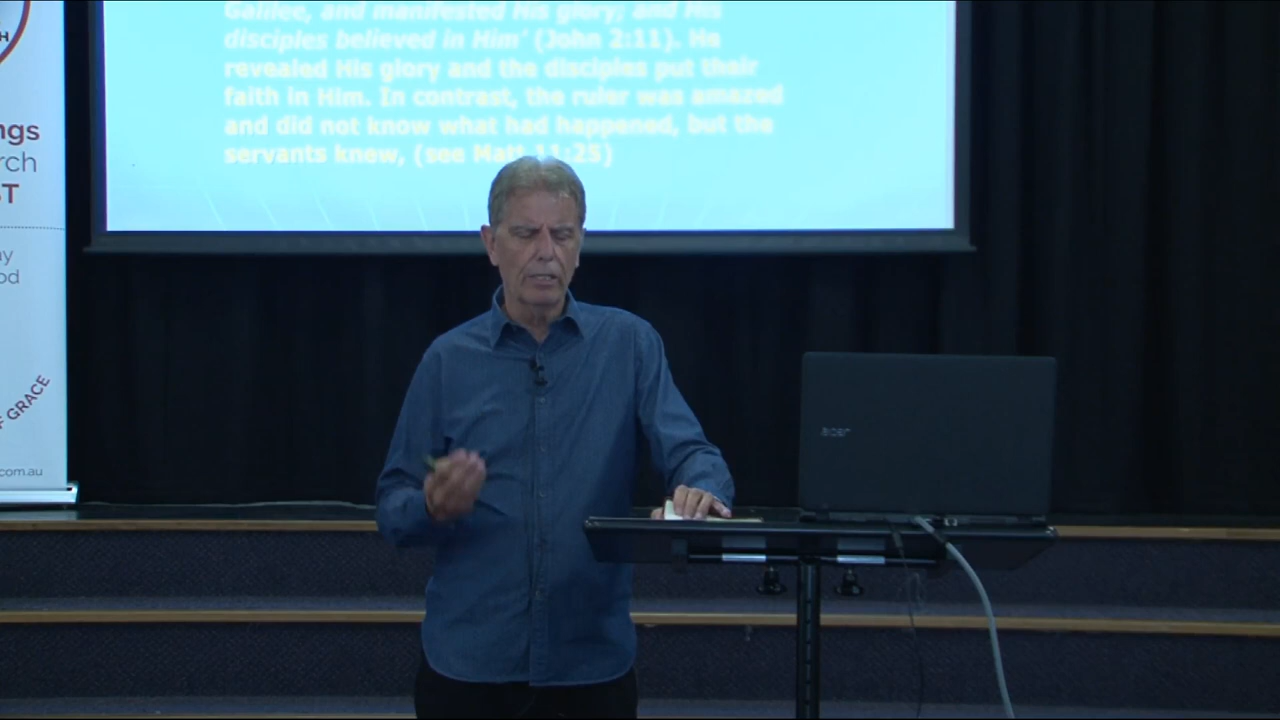 Galilee, and manifested His glory; and His
disciples believed in Him' (John 2:11). He
revealed His glory and the disciples put their
faith in Him. In contrast, the ruler was amazed
and did not know what had happened, but the
servants knew, (see Matt 11:25)
H
ngs
rch
ST
ay
od
F GRACE
com.au
acer